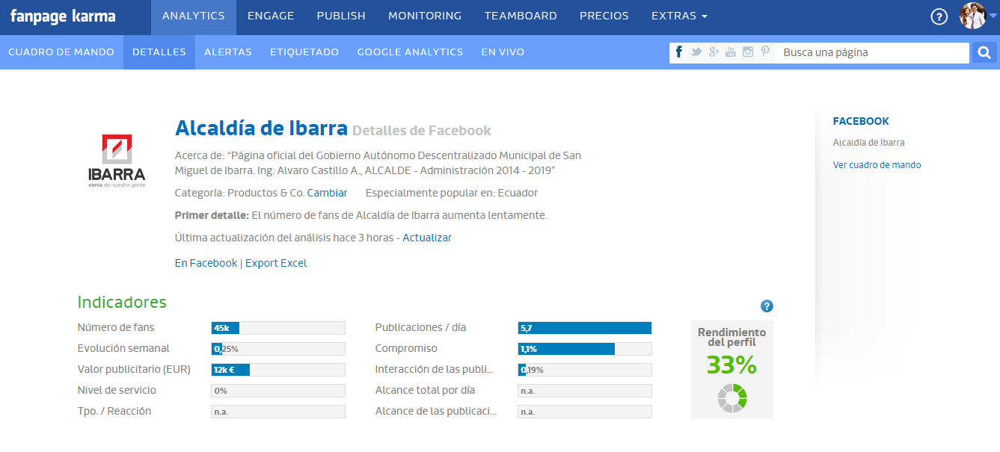 fanpage karma
ANALYTICS ENGAGE PUBLISH MONITORING TEAMBOARD PRECIOS EXTRAS ?
CUADRO DE MANDO DETALLES ALERTAS ETIQUETADO GOOGLE ANALYTICS EN VIVO
Busca una página
Alcaldía de Ibarra Detalles de Facebook
IBARRA
cerca de nuestra gente
Acerca de: “Página oficial del Gobierno Autónomo Descentralizado Municipal de San
Miguel de Ibarra. Ing. Alvaro Castillo A., ALCALDE - Administración 2014 - 2019”
Categoría: Productos & Co. Cambiar Especialmente popular en: Ecuador
Primer detalle: El número de fans de Alcaldía de Ibarra aumenta lentamente.
Última actualización del análisis hace 3 horas - Actualizar
En Facebook | Export Excel
FACEBOOK
Alcaldía de Ibarra
Ver cuadro de mando
Indicadores ?
Número de fans 45k
Evolución semanal 0,25%
Valor publicitario (EUR) 12k €
Nivel de servicio 0%
Tpo. / Reacción n.a.
Publicaciones / día 5,7
Compromiso 1,1%
Interacción de las publi... 0,19%
Alcance total por día n.a.
Alcance de las publicaci... n.a.
Rendimiento
del perfil
33%